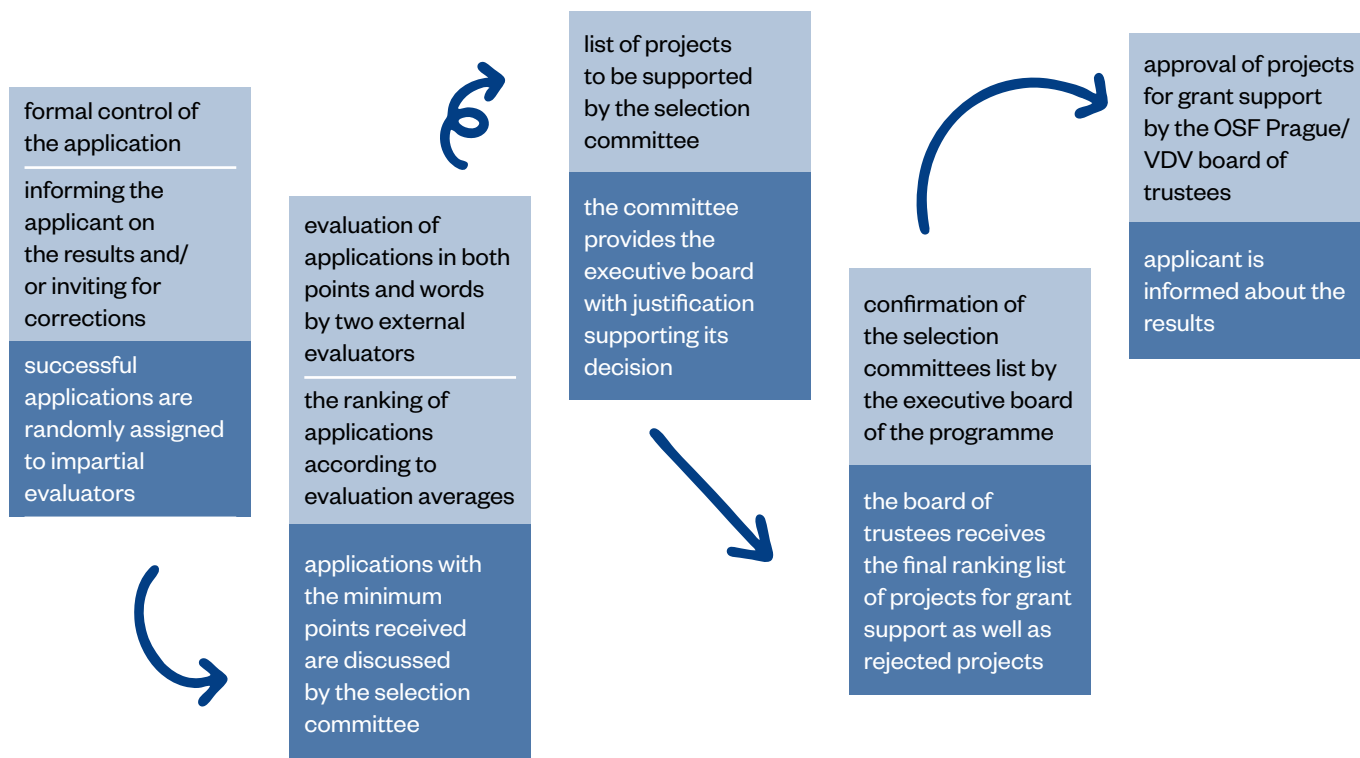 formal control of
the application
informing the
applicant on
the results and/
or inviting for
corrections
successful
applications are
randomly assigned
to impartial
evaluators
evaluation of
applications in both
points and words
by two external
evaluators
the ranking of
applications
according to
evaluation averages
applications with
the minimum
points received
are discussed
by the selection
committee
list of projects
to be supported
by the selection
committee
the committee
provides the
executive board
with justification
supporting its
decision
confirmation of
the selection
committees list by
the executive board
of the programme
the board of
trustees receives
the final ranking list
of projects for grant
support as well as
rejected projects
approval of projects
for grant support
by the OSF Prague/
VDV board of
trustees
applicant is
informed about the
results